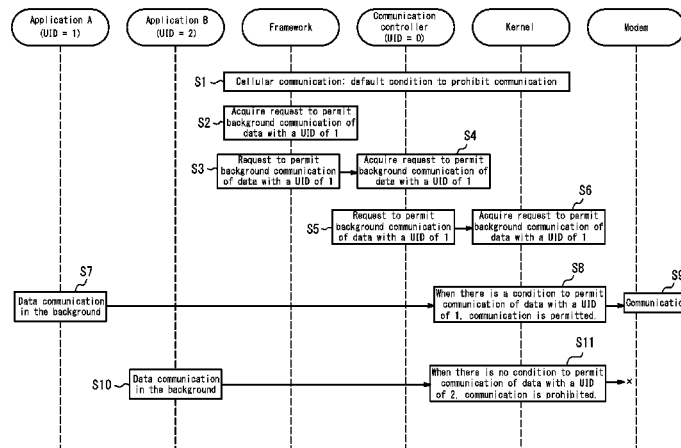 Application A
(UID = 1)
Application B
(UID = 2)
Framework
Communication
controller
(UID = 0)
Kernel
Modem
S1
Cellular communication: default condition to prohibit communication
S2
Acquire request to permit
background communication of
data with a UID of 1
S3
Request to permit
background communication
of data with a UID of 1
S4
Acquire request to permit
background communication
of data with a UID of 1
S5
Request to permit
background communication
of data with a UID of 1
S6
Acquire request to permit
background communication
of data with a UID of 1
S7
Data communication
in the background
S8
When there is a condition to permit
communication of data with a UID
of 1, communication is permitted.
S9
Communication
S10
Data communication
in the background
S11
When there is no condition to permit
communication of data with a UID
of 2, communication is prohibited.
×